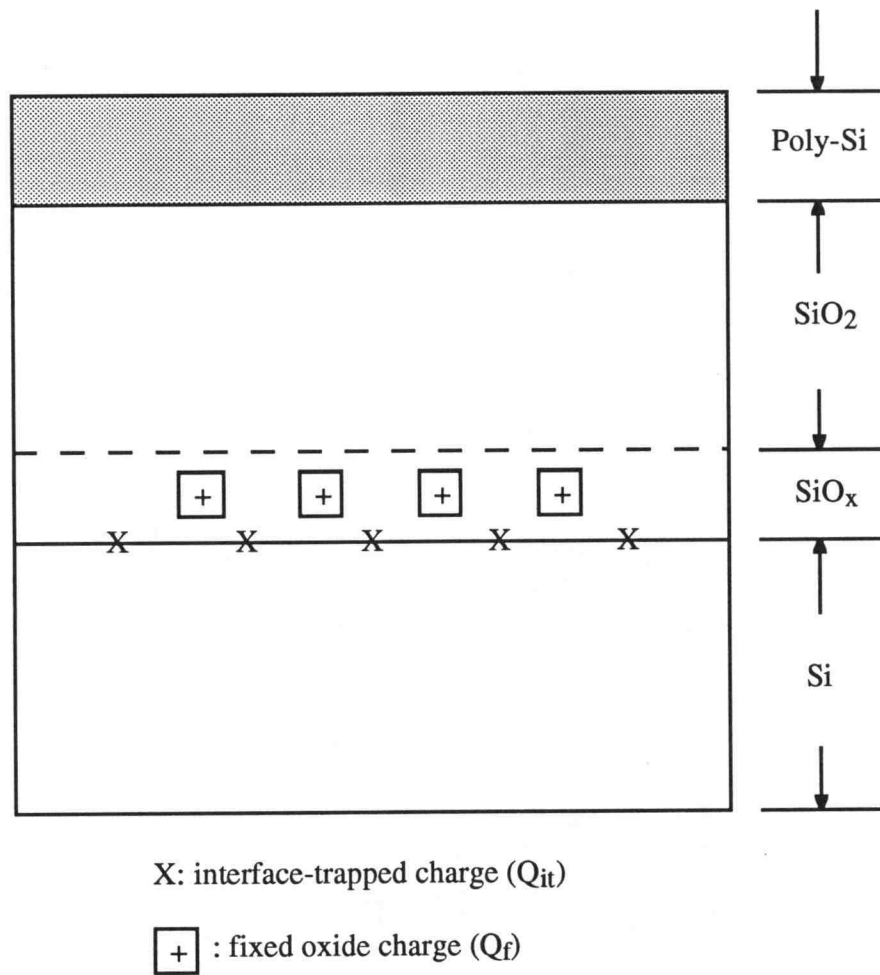 Poly-Si
SiO2
+ + + +
SiOx
X X X X X
Si
X: interface-trapped charge (Qit)
+ : fixed oxide charge (Qf)